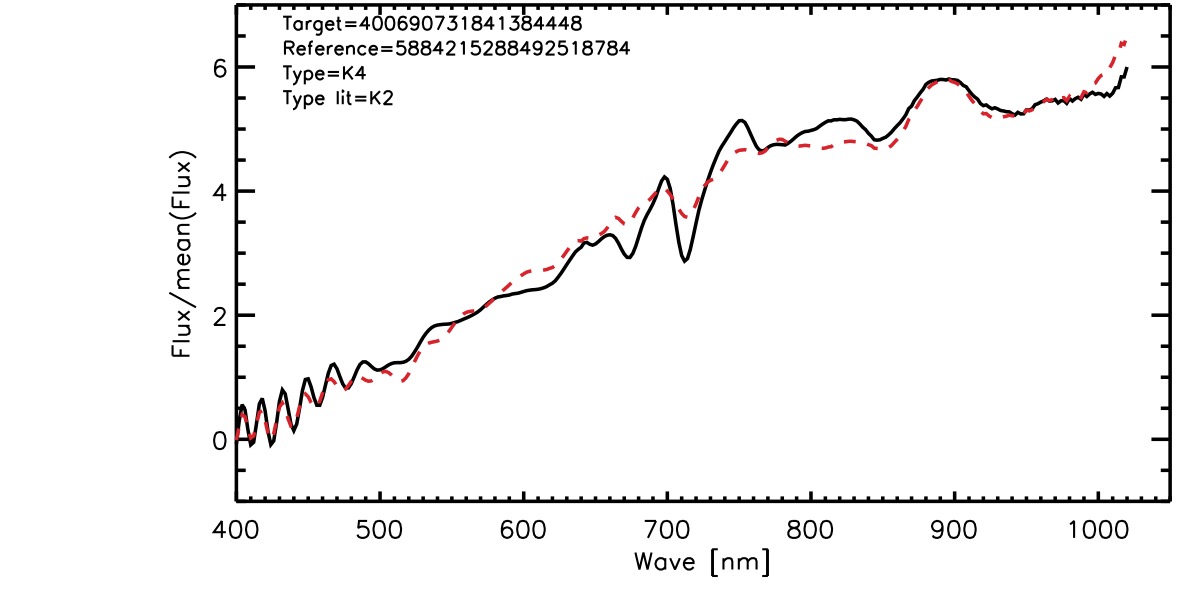 Target=400690731841384448
Reference=5884215288492518784
Type=K4
Type lit=K2
6
4
2
0
Flux/mean(Flux)
400 500 600 700 800 900 1000
Wave [nm]